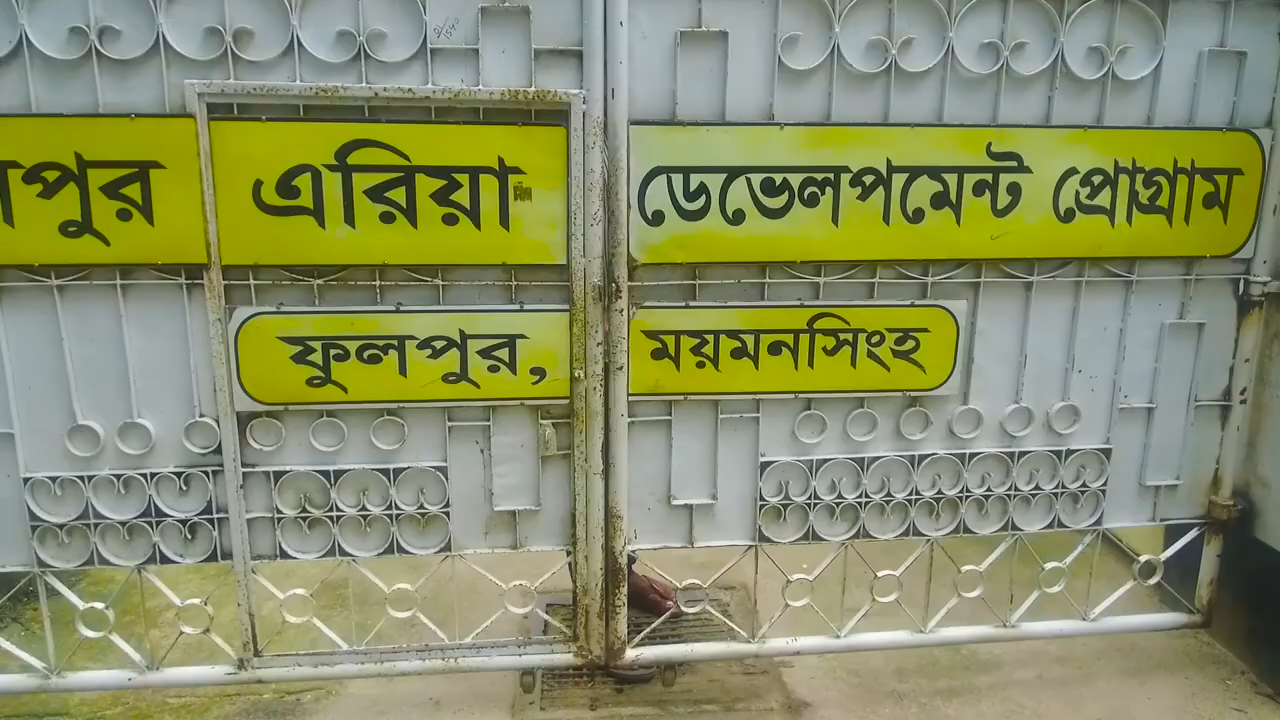 পুর এরিয়া ডেভেলপমেন্ট প্রোগ্রাম
ফুলপুর, ময়মনসিংহ